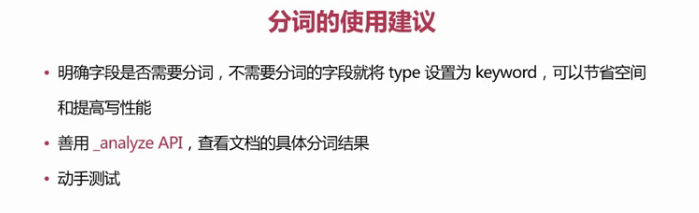 分词的使用建议
• 明确字段是否需要分词，不需要分词的字段就将 type 设置为 keyword，可以节省空间
和提高写性能
• 善用 _analyze API，查看文档的具体分词结果
• 动手测试